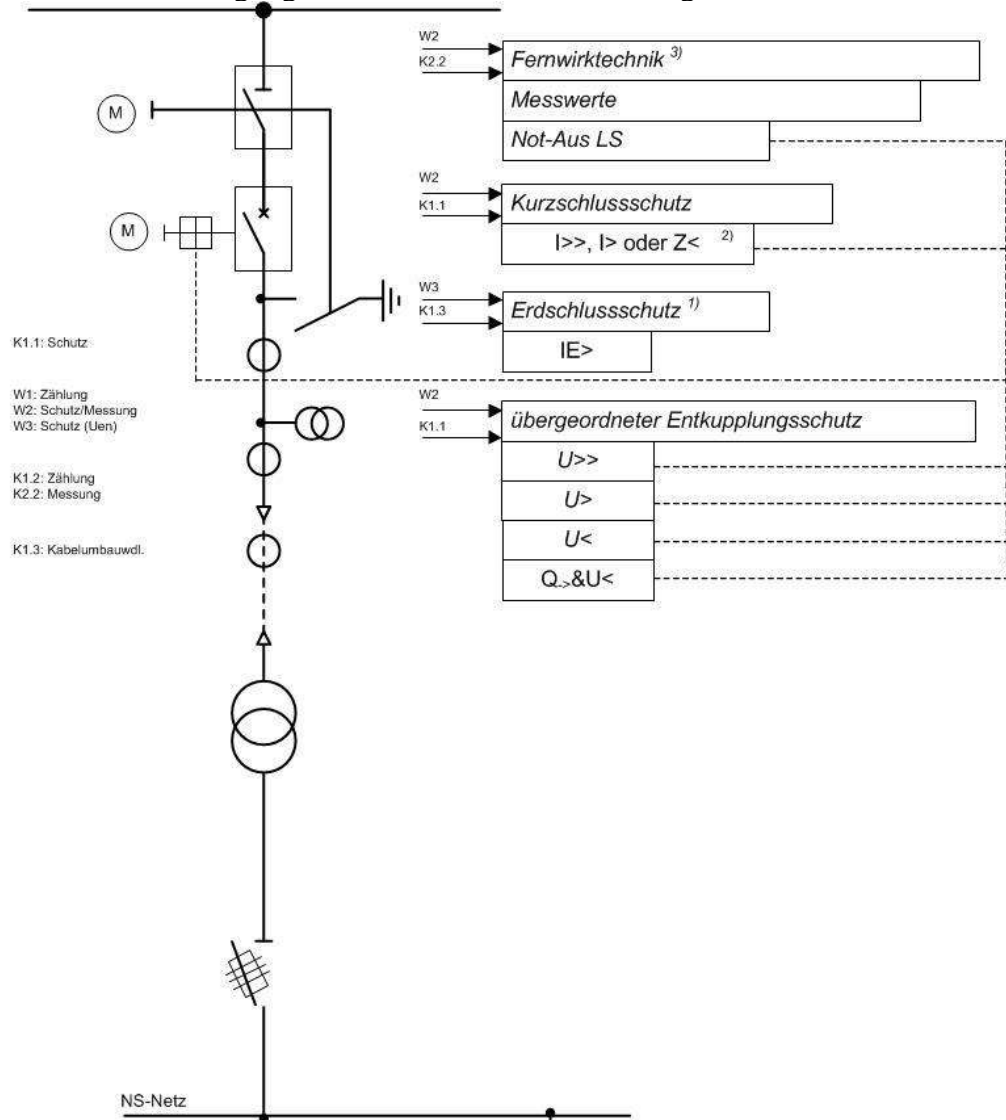 W2
K2.2
Fernwirktechnik 3)
Messwerte
Not-Aus LS
M
M
W2
K1.1
Kurzschlussschutz
I>>, I> oder Z< 2)
W3
K1.3
Erdschlussschutz 1)
IE>
K1.1: Schutz
W1: Zählung
W2: Schutz/Messung
W3: Schutz (Uen)
K1.2: Zählung
K2.2: Messung
K1.3: Kabelumbauwdl.
W2
K1.1
übergeordneter Entkupplungsschutz
U>>
U>
U<
Q->&U<
NS-Netz